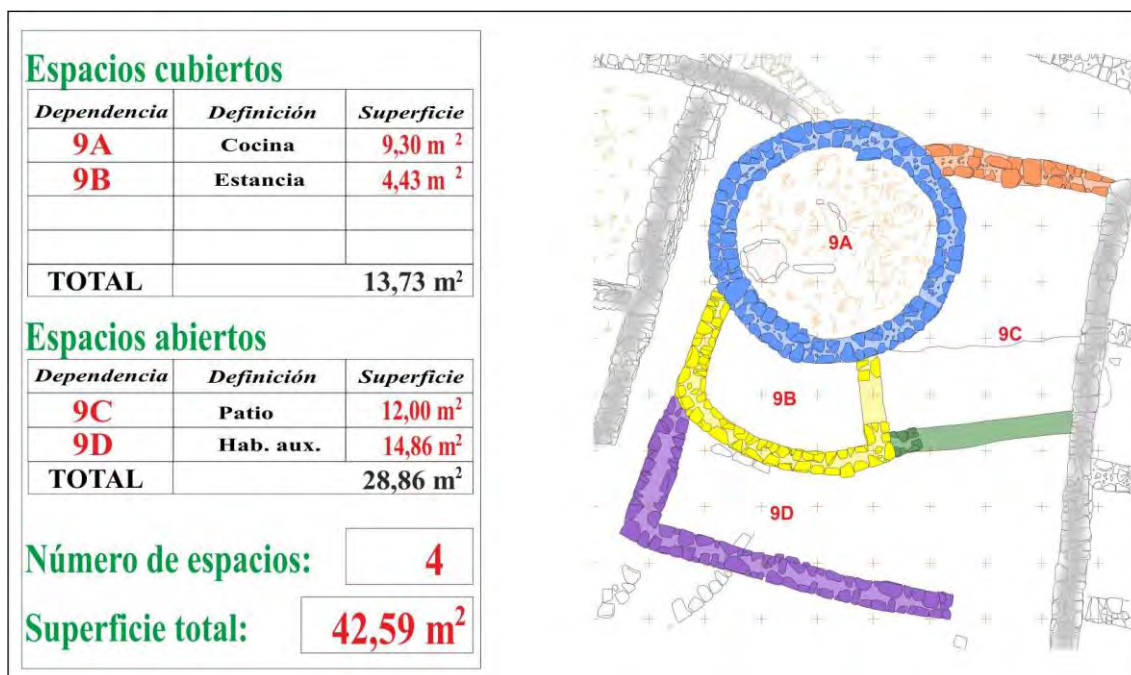 Espacios cubiertos
Dependencia Definición Superficie
9A Cocina 9,30 m²
9B Estancia 4,43 m²
TOTAL 13,73 m²
Espacios abiertos
Dependencia Definición Superficie
9C Patio 12,00 m²
9D Hab. aux. 14,86 m²
TOTAL 28,86 m²
Número de espacios: 4
Superficie total: 42,59 m²
9A
9C
9B
9D